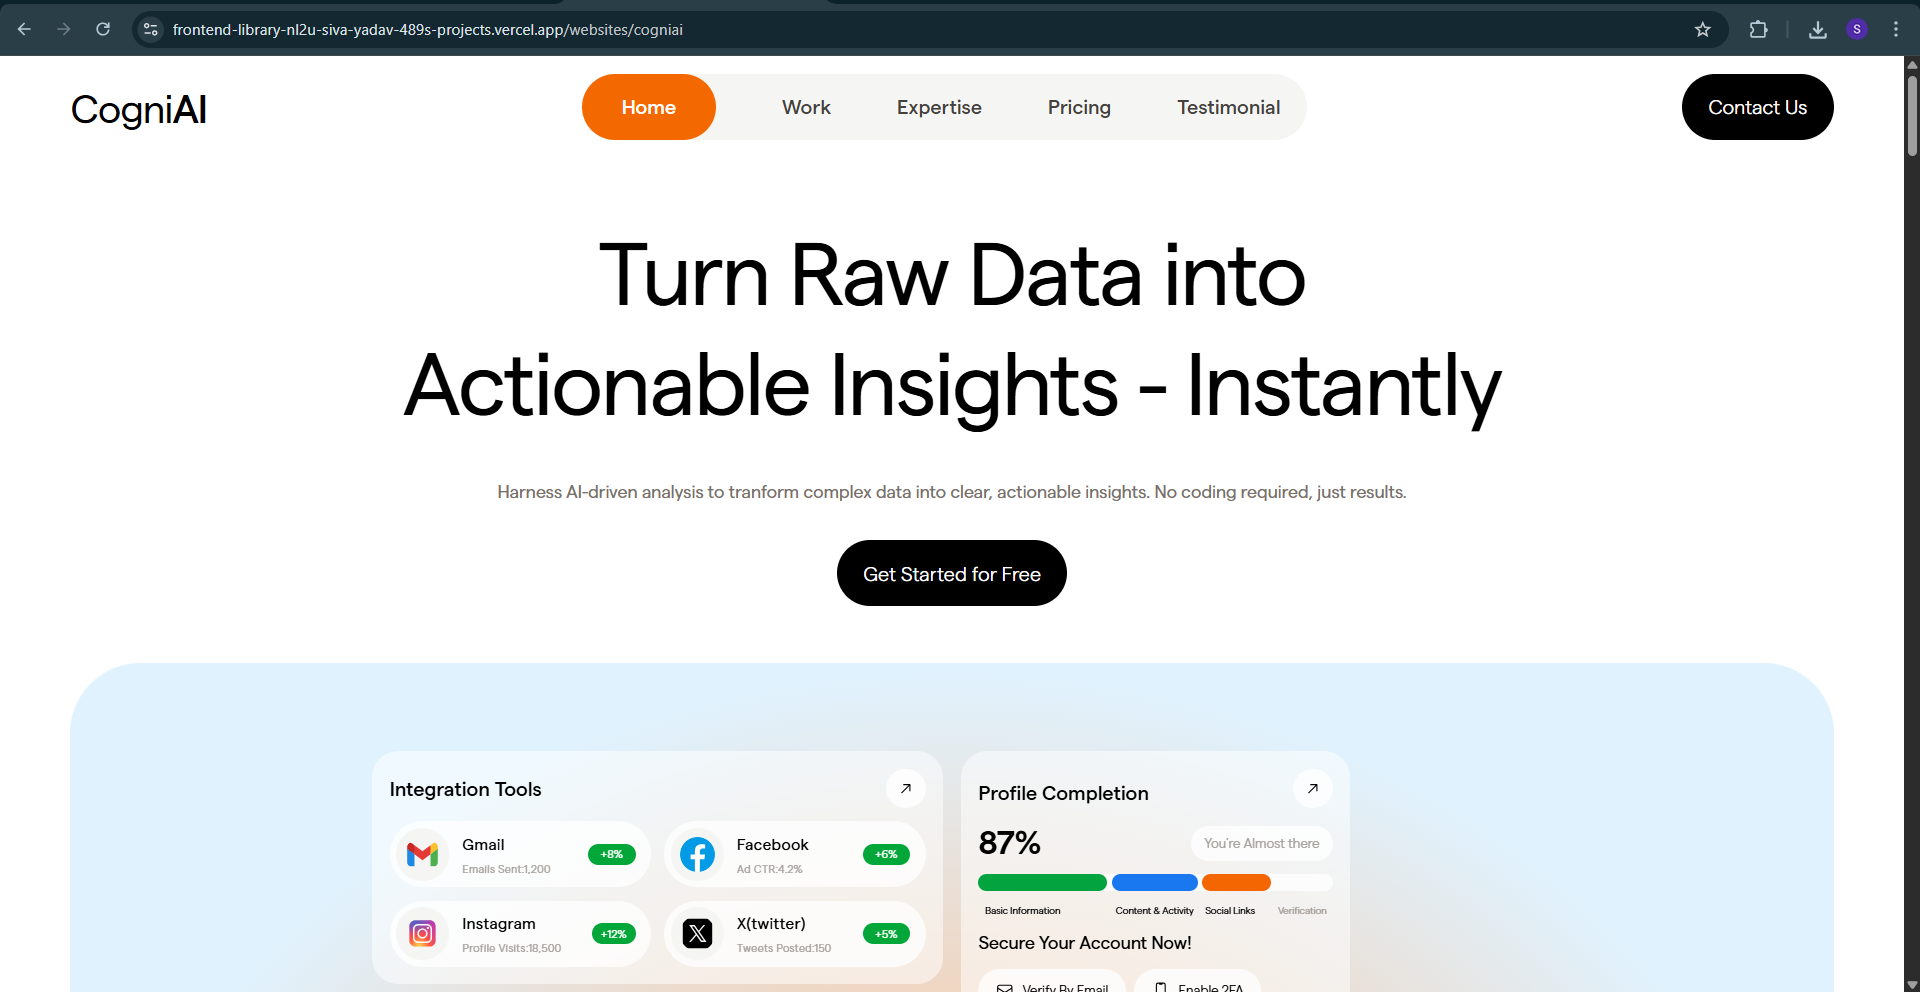 frontend-library-nl2u-siva-yadav-489s-projects.vercel.app/websites/cogniai
S
CogniAI
Home
Work
Expertise
Pricing
Testimonial
Contact Us
Turn Raw Data into
Actionable Insights - Instantly
Harness AI-driven analysis to tranform complex data into clear, actionable insights. No coding required, just results.
Get Started for Free
Integration Tools
Gmail
Emails Sent:1,200
+8%
Facebook
Ad CTR:4.2%
+6%
Instagram
Profile Visits:18,500
+12%
X(twitter)
Tweets Posted:150
+5%
Profile Completion
87%
You're Almost there
Basic Information
Content & Activity
Social Links
Verification
Secure Your Account Now!
Verify By Email
Enable 2FA